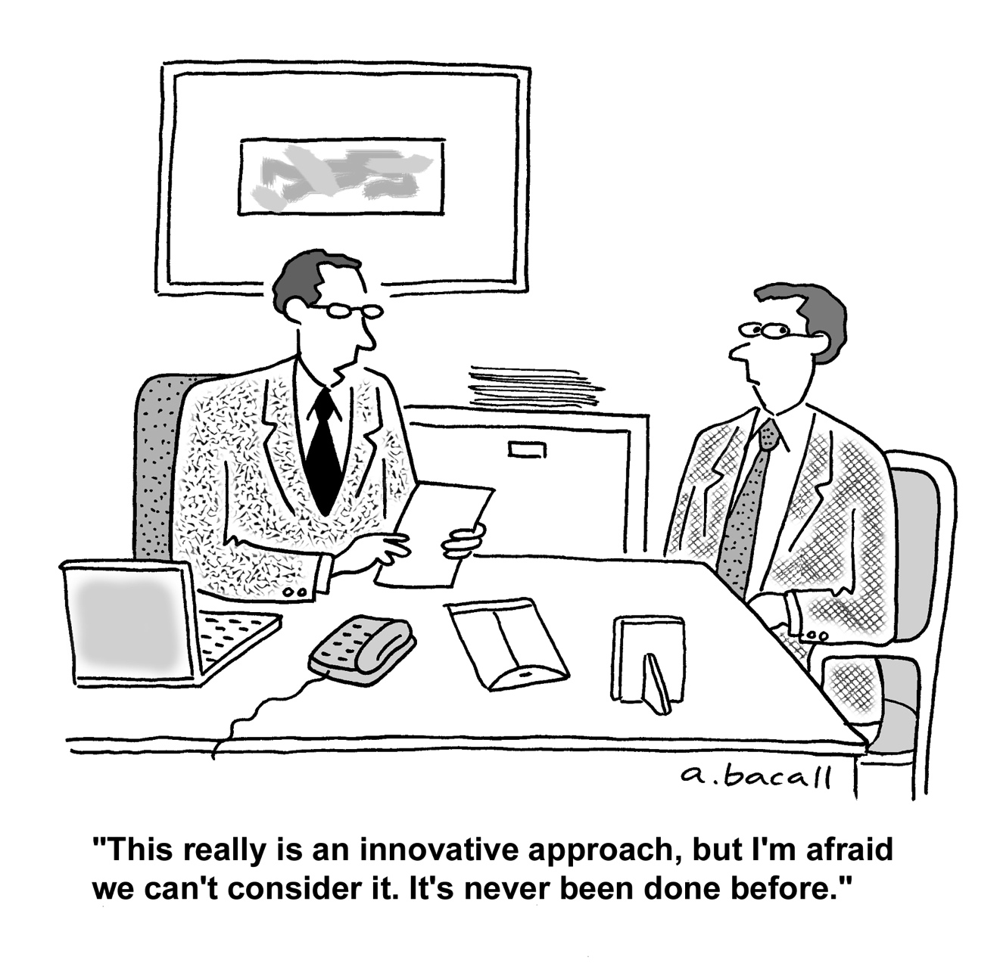 a.bacall
"This really is an innovative approach, but I'm afraid
we can't consider it. It's never been done before."